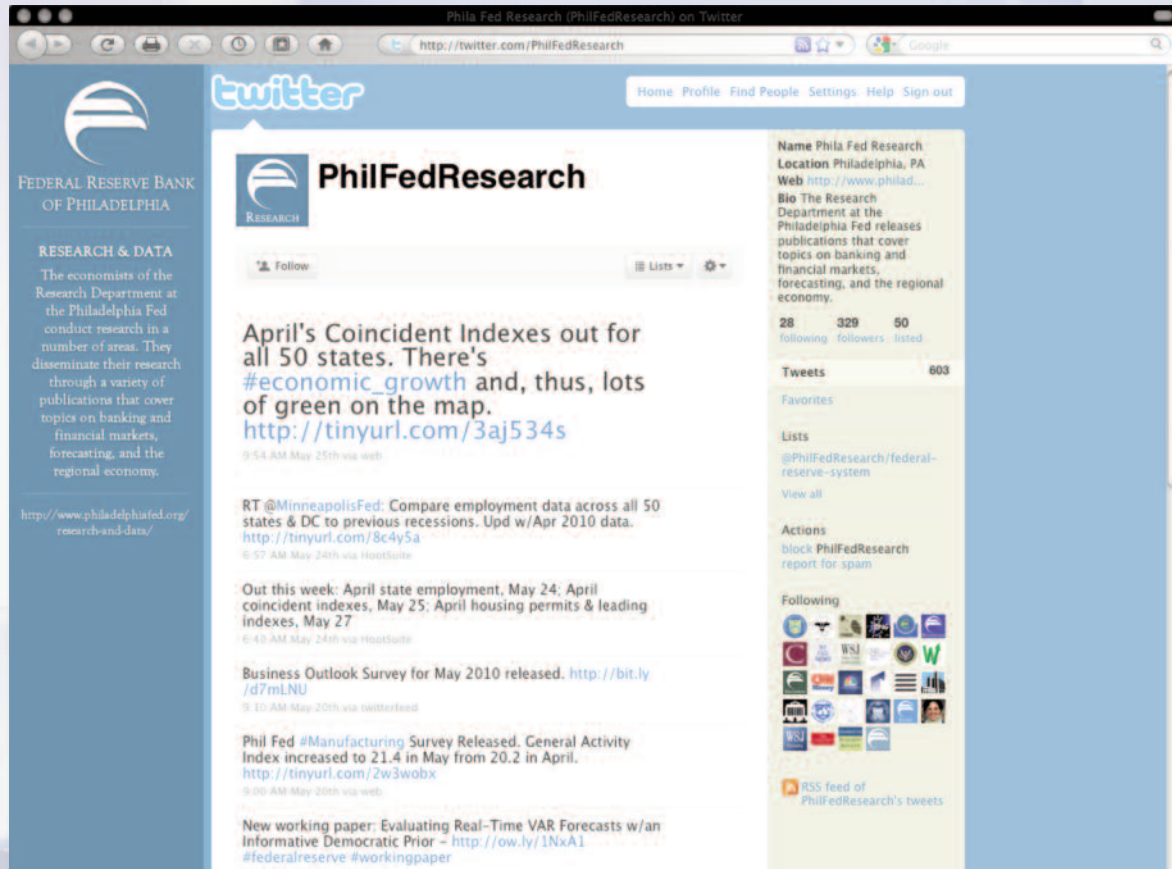 Phila Fed Research (PhilFedResearch) on Twitter
http://twitter.com/PhilFedResearch
Google
FEDERAL RESERVE BANK
OF PHILADELPHIA
RESEARCH & DATA
The economists of the
Research Department at
the Philadelphia Fed
conduct research in a
number of areas. They
disseminate their research
through a variety of
publications that cover
topics on banking and
financial markets,
forecasting, and the
regional economy.
http://www.philadelphiafed.org/
research-and-data/
twitter
Home Profile Find People Settings Help Sign out
RESEARCH
PhilFedResearch
Follow
Lists
April's Coincident Indexes out for
all 50 states. There's
#economic_growth and, thus, lots
of green on the map.
http://tinyurl.com/3aj534s
9:54 AM May 25th via web
RT @MinneapolisFed: Compare employment data across all 50
states & DC to previous recessions. Upd w/Apr 2010 data.
http://tinyurl.com/8c4y5a
6:57 AM May 24th via HootSuite
Out this week: April state employment, May 24; April
coincident indexes, May 25; April housing permits & leading
indexes, May 27
6:40 AM May 24th via HootSuite
Business Outlook Survey for May 2010 released. http://bit.ly
/d7mLNU
9:10 AM May 20th via twitterfeed
Phil Fed #Manufacturing Survey Released. General Activity
Index increased to 21.4 in May from 20.2 in April.
http://tinyurl.com/2w3wobx
9:00 AM May 20th via web
New working paper: Evaluating Real-Time VAR Forecasts w/an
Informative Democratic Prior - http://ow.ly/1NxA1
#federalreserve #workingpaper
Name Phila Fed Research
Location Philadelphia, PA
Web http://www.philad...
Bio The Research
Department at the
Philadelphia Fed releases
publications that cover
topics on banking and
financial markets,
forecasting, and the regional
economy.
28 329 50
following followers listed
Tweets 603
Favorites
Lists
@PhilFedResearch/federal-
reserve-system
View all
Actions
block PhilFedResearch
report for spam
Following
WSJ
CNN
Money
WSJ
RSS feed of
PhilFedResearch's tweets